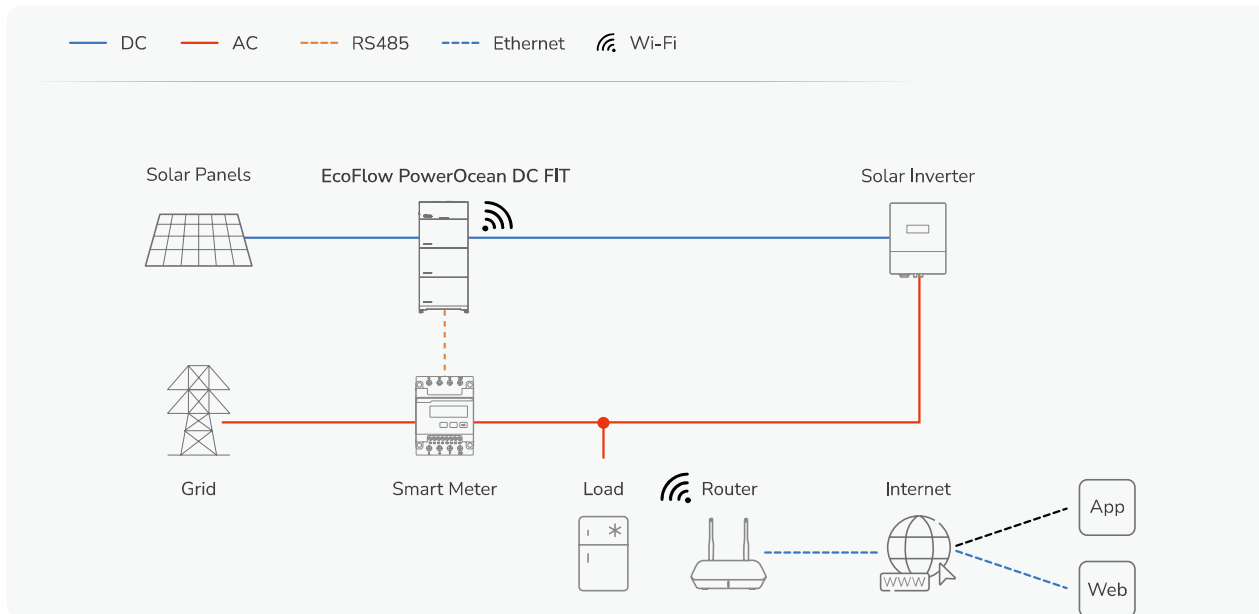 DC AC RS485 Ethernet Wi-Fi
Solar Panels
EcoFlow PowerOcean DC FIT
Solar Inverter
Grid
Smart Meter
Load
Router
Internet
App
WWW
Web